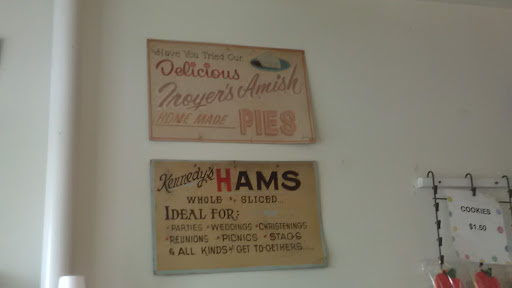 Have You Tried Our
Delicious
Troyer's Amish
HOME MADE PIES
Kennedy's HAMS
WHOLE SLICED...
IDEAL FOR:
PARTIES WEDDINGS CHRISTENINGS
REUNIONS PICNICS STAGS
& ALL KINDS OF GET TO-GETHERS....
COOKIES
$1.50